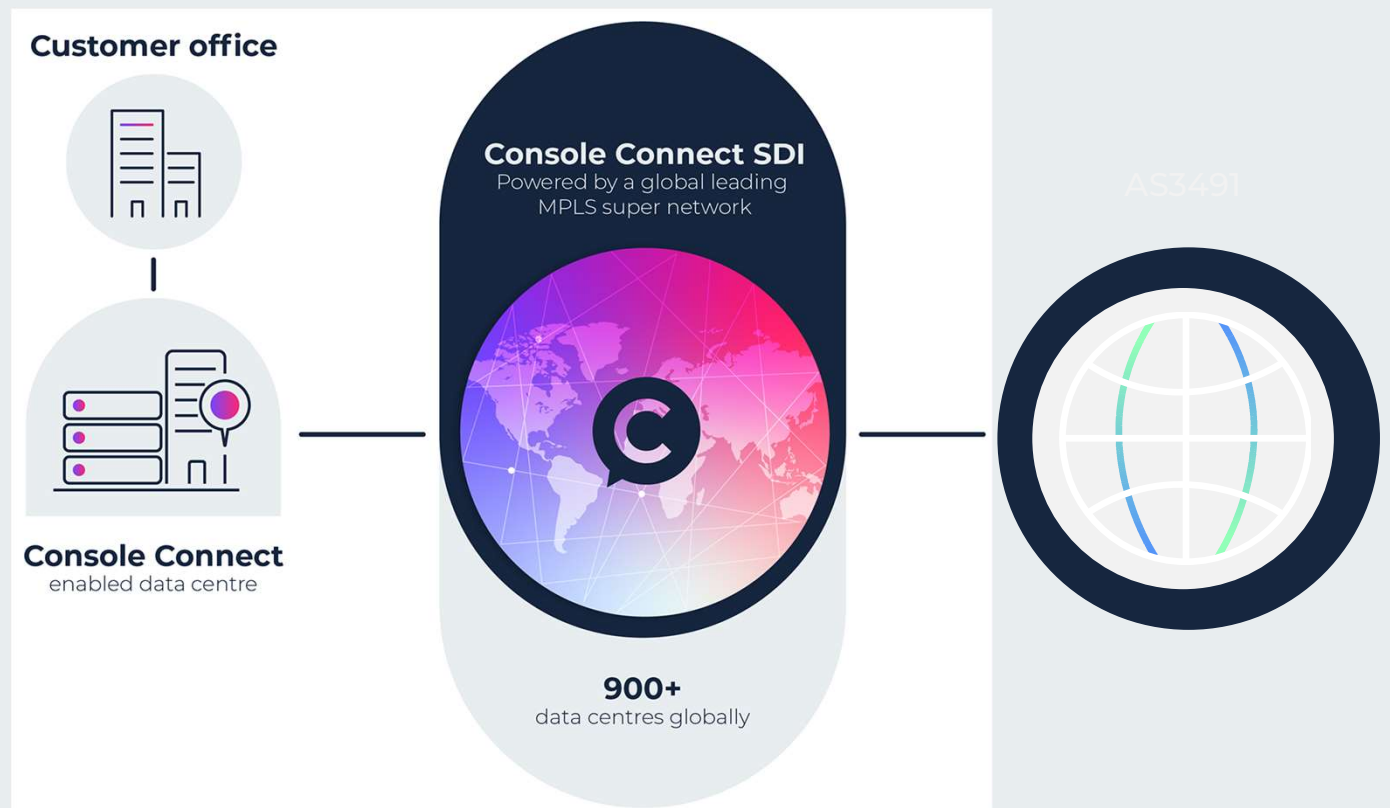 Customer office
Console Connect
enabled data centre
Console Connect SDI
Powered by a global leading
MPLS super network
900+
data centres globally
AS3491